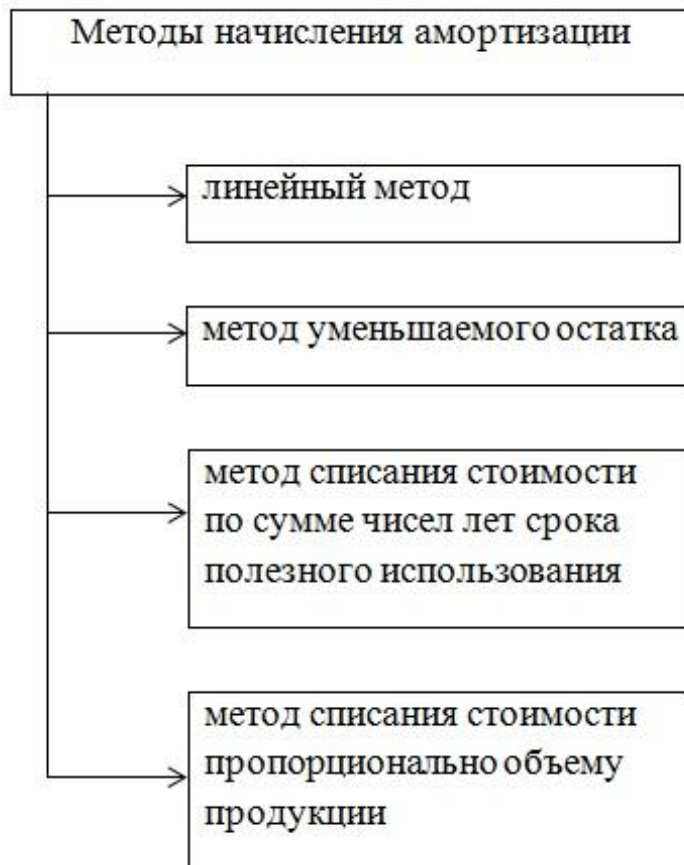 Методы начисления амортизации
линейный метод
метод уменьшаемого остатка
метод списания стоимости
по сумме чисел лет срока
полезного использования
метод списания стоимости
пропорционально объему
продукции